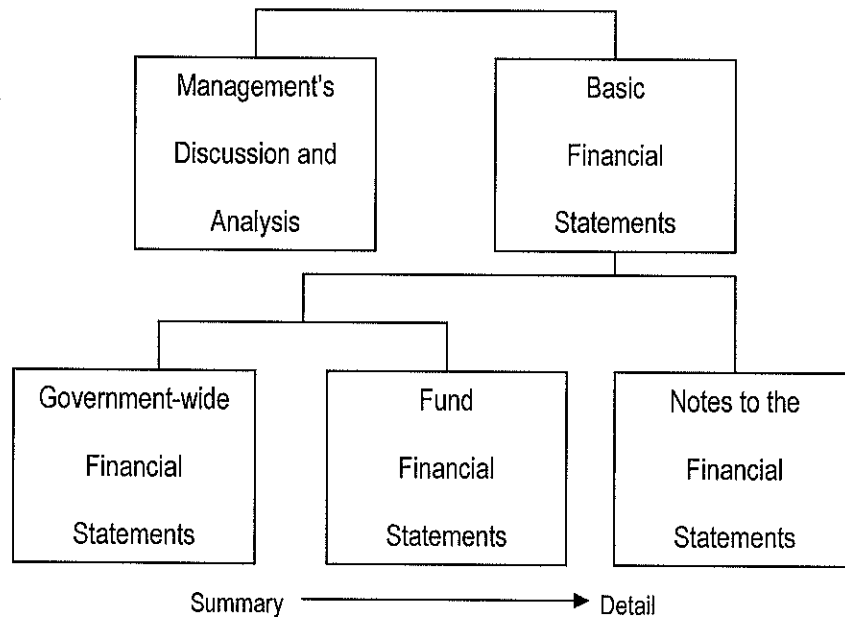 Management's
Discussion and
Analysis
Basic
Financial
Statements
Government-wide
Financial
Statements
Fund
Financial
Statements
Notes to the
Financial
Statements
Summary
Detail